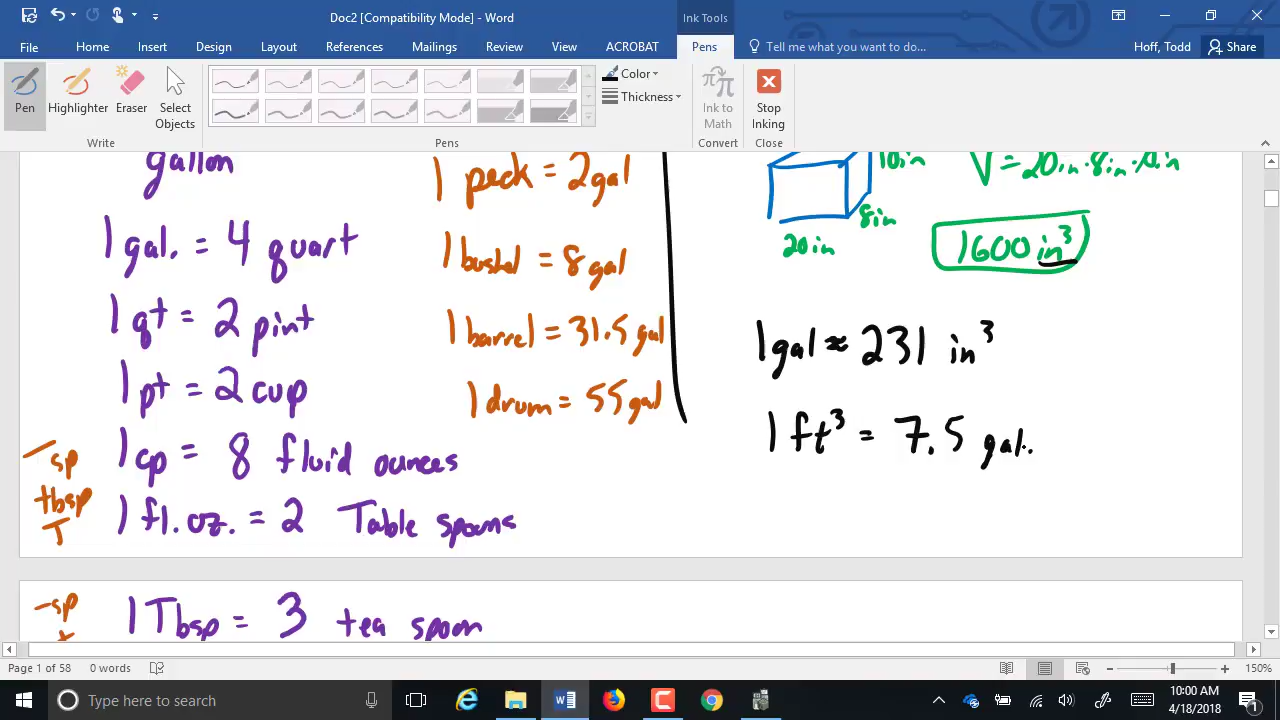 Doc2 [Compatibility Mode] - Word
Ink Tools
File Home Insert Design Layout References Mailings Review View ACROBAT Pens Tell me what you want to do... Hoff, Todd Share
Pen Highlighter Eraser Select Objects
Color
Thickness
Ink to Math
Stop Inking
Write Pens Convert Close
gallon
1 gal. = 4 quart
1 qt = 2 pint
1 pt = 2 cup
1 cp = 8 fluid ounces
1 fl. oz. = 2 Table spoons
Tsp
tbsp
T
1 peck = 2 gal
1 bushel = 8 gal
1 barrel = 31.5 gal
1 drum = 55 gal
10in
8in
20in
V = 20in · 8in ·
1600 in³
1 gal ≈ 231 in³
1 ft³ = 7.5 gal.
1 Tbsp = 3 tea spoon
Page 1 of 58 0 words 150%
Type here to search
10:00 AM
4/18/2018